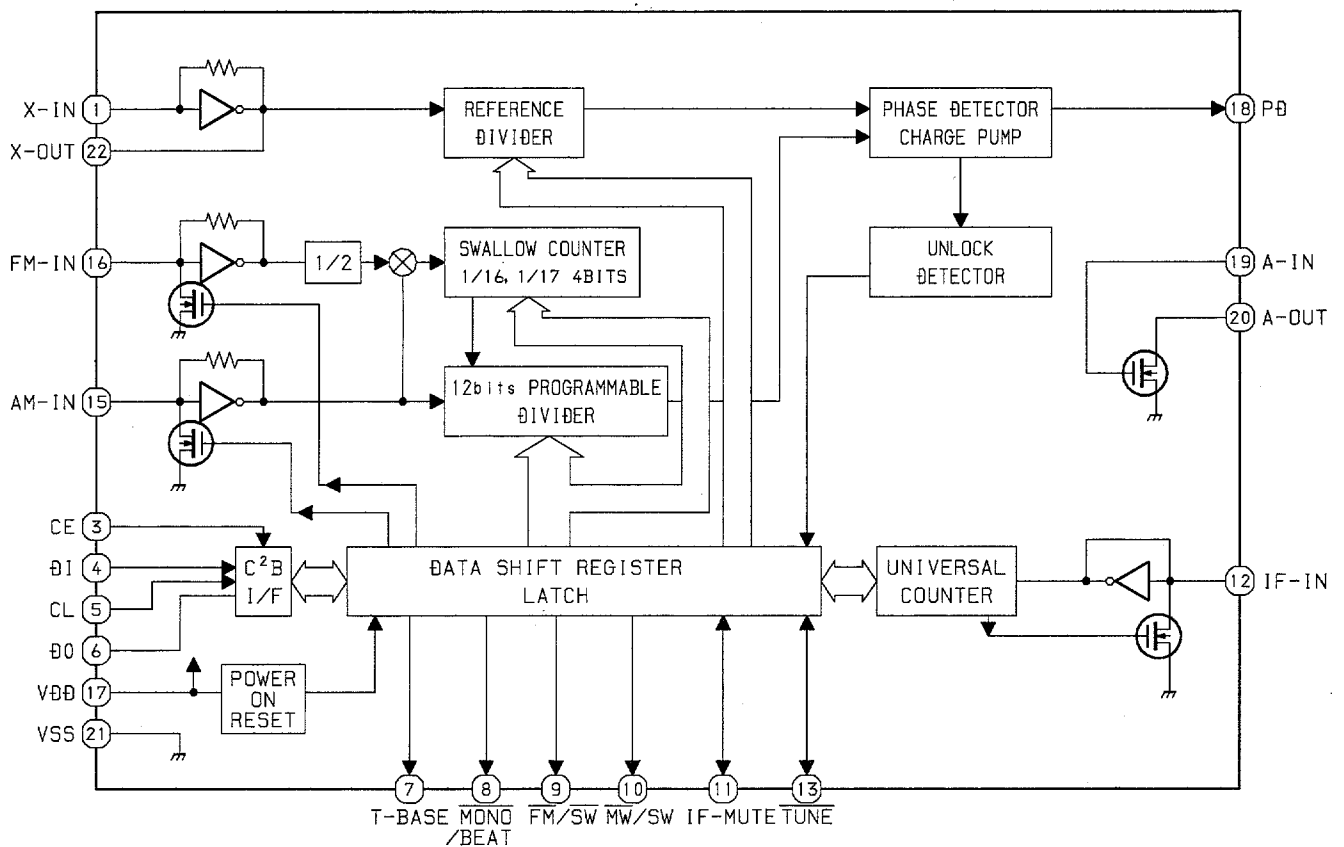 X-IN 1
X-OUT 22
REFERENCE
DIVIDER
PHASE DETECTOR
CHARGE PUMP
18 PD
FM-IN 16
1/2
SWALLOW COUNTER
1/16, 1/17 4BITS
UNLOCK
DETECTOR
19 A-IN
20 A-OUT
AM-IN 15
12bits PROGRAMMABLE
DIVIDER
CE 3
DI 4
CL 5
DO 6
VDD 17
VSS 21
C²B
I/F
DATA SHIFT REGISTER
LATCH
UNIVERSAL
COUNTER
12 IF-IN
POWER
ON
RESET
7 8 9 10 11 13
T-BASE MONO FM/SW MW/SW IF-MUTE TUNE
/BEAT